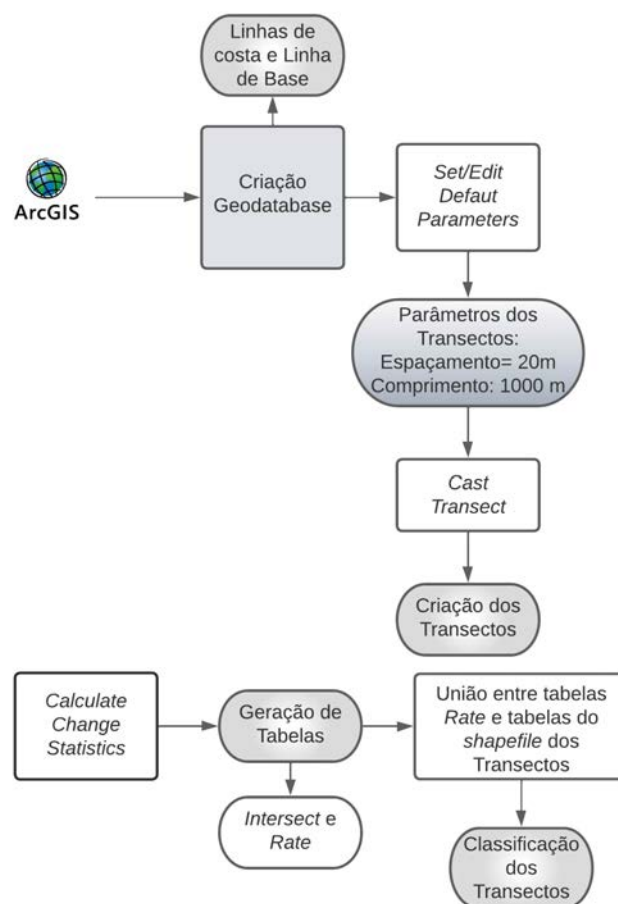 Linhas de
costa e Linha
de Base
ArcGIS
Criação
Geodatabase
Set/Edit
Defaut
Parameters
Parâmetros dos
Transectos:
Espaçamento= 20m
Comprimento: 1000 m
Cast
Transect
Criação dos
Transectos
Calculate
Change
Statistics
Geração de
Tabelas
União entre tabelas
Rate e tabelas do
shapefile dos
Transectos
Intersect e
Rate
Classificação
dos
Transectos